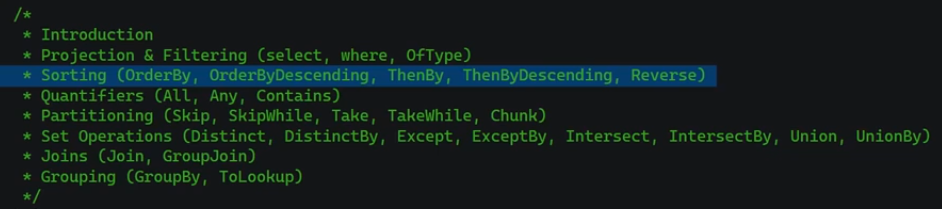 /*
* Introduction
* Projection & Filtering (select, where, OfType)
* Sorting (OrderBy, OrderByDescending, ThenBy, ThenByDescending, Reverse)
* Quantifiers (All, Any, Contains)
* Partitioning (Skip, SkipWhile, Take, TakeWhile, Chunk)
* Set Operations (Distinct, DistinctBy, Except, ExceptBy, Intersect, IntersectBy, Union, UnionBy)
* Joins (Join, GroupJoin)
* Grouping (GroupBy, ToLookup)
*/